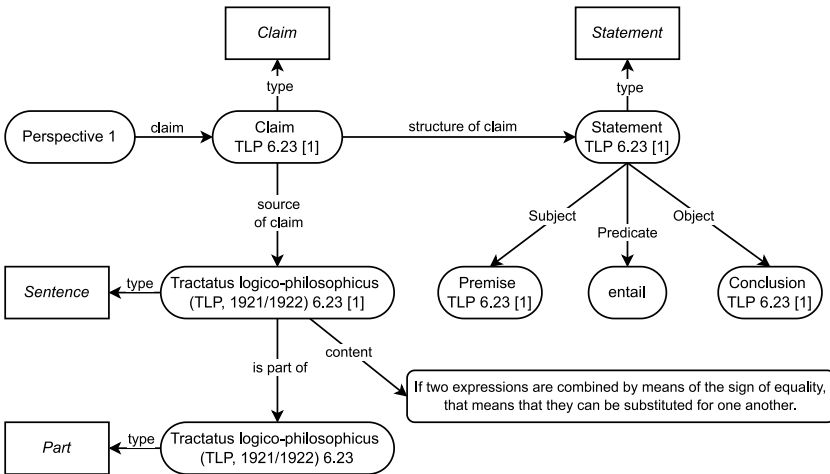 Claim
Statement
type
type
Perspective 1
claim
Claim
TLP 6.23 [1]
structure of claim
Statement
TLP 6.23 [1]
source
of claim
Subject
Predicate
Object
Sentence
type
Tractatus logico-philosophicus
(TLP, 1921/1922) 6.23 [1]
Premise
TLP 6.23 [1]
entail
Conclusion
TLP 6.23 [1]
is part of
content
If two expressions are combined by means of the sign of equality,
that means that they can be substituted for one another.
Part
type
Tractatus logico-philosophicus
(TLP, 1921/1922) 6.23